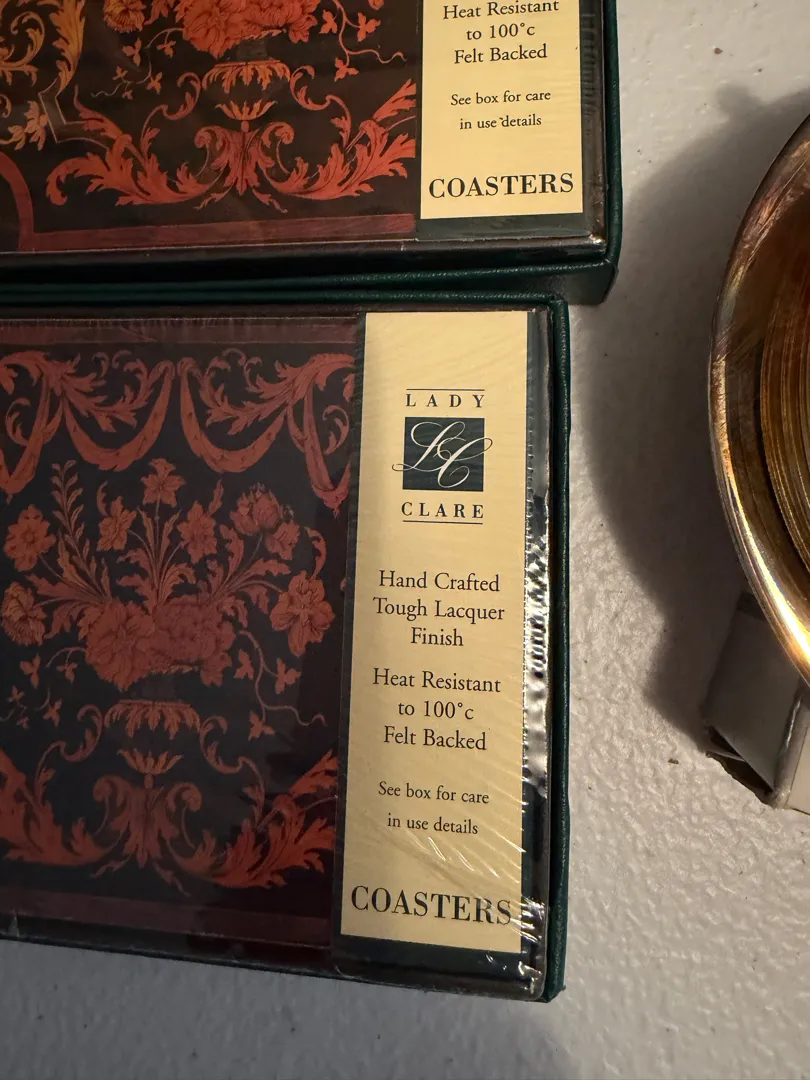 Heat Resistant
to 100°c
Felt Backed
See box for care
in use details
COASTERS
LADY
LC
CLARE
Hand Crafted
Tough Lacquer
Finish
Heat Resistant
to 100°c
Felt Backed
See box for care
in use details
COASTERS